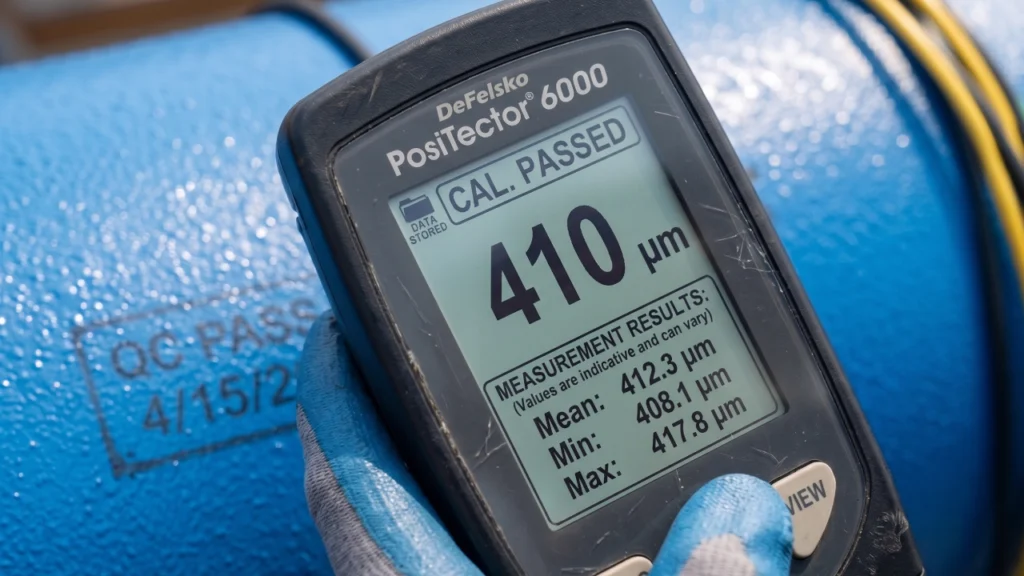 DeFelsko
PosiTector® 6000
CAL. PASSED
DATA
STORED
410 µm
MEASUREMENT RESULTS:
(Values are indicative and can vary)
Mean: 412.3 µm
Min: 408.1 µm
Max: 417.8 µm
VIEW
QC PASS
4/15/2